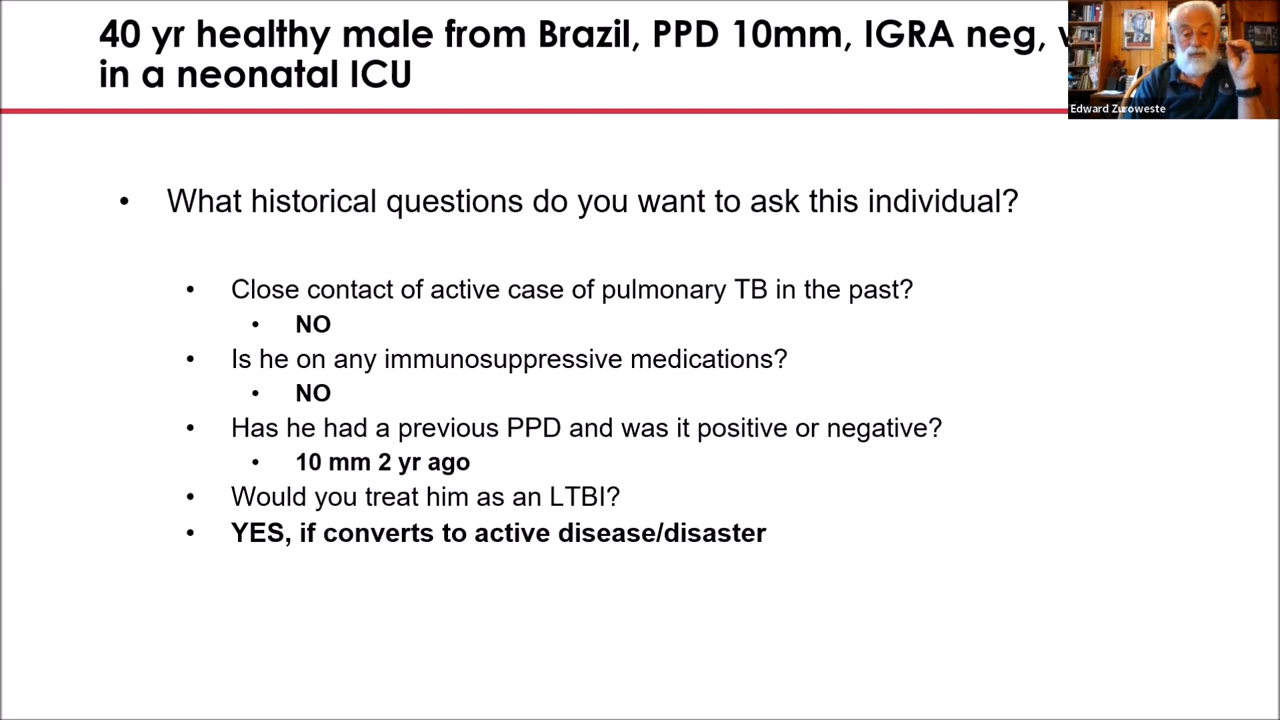 40 yr healthy male from Brazil, PPD 10mm, IGRA neg,
in a neonatal ICU
Edward Zuroweste
• What historical questions do you want to ask this individual?
• Close contact of active case of pulmonary TB in the past?
• NO
• Is he on any immunosuppressive medications?
• NO
• Has he had a previous PPD and was it positive or negative?
• 10 mm 2 yr ago
• Would you treat him as an LTBI?
• YES, if converts to active disease/disaster